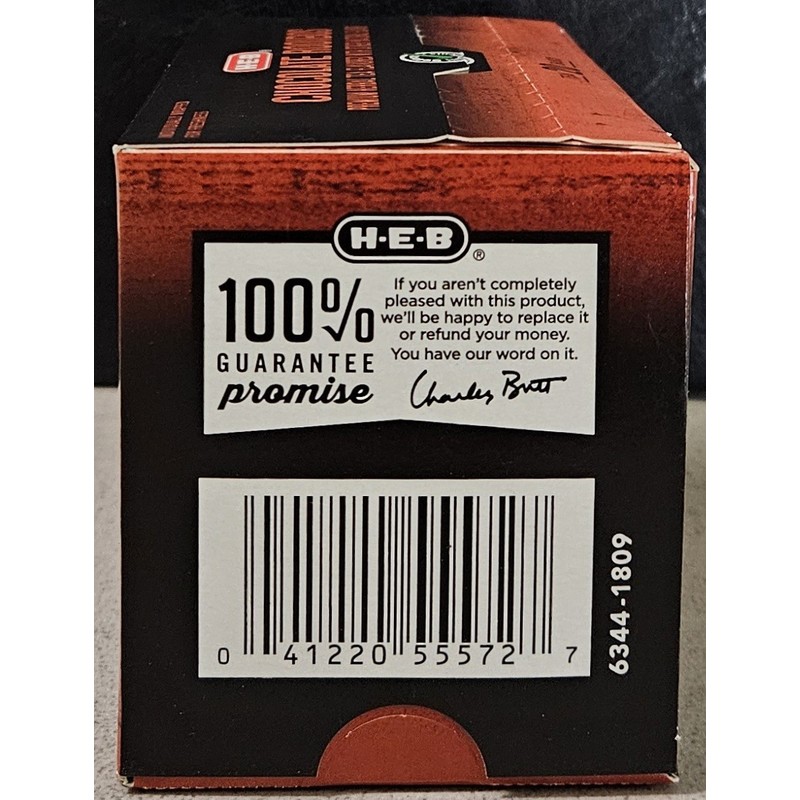 H-E-B
CHOCOLATE
H·E·B®
100%
GUARANTEE
promise
If you aren't completely
pleased with this product,
we'll be happy to replace it
or refund your money.
You have our word on it.
Charles Butt
0 41220 55572 7
6344-1809